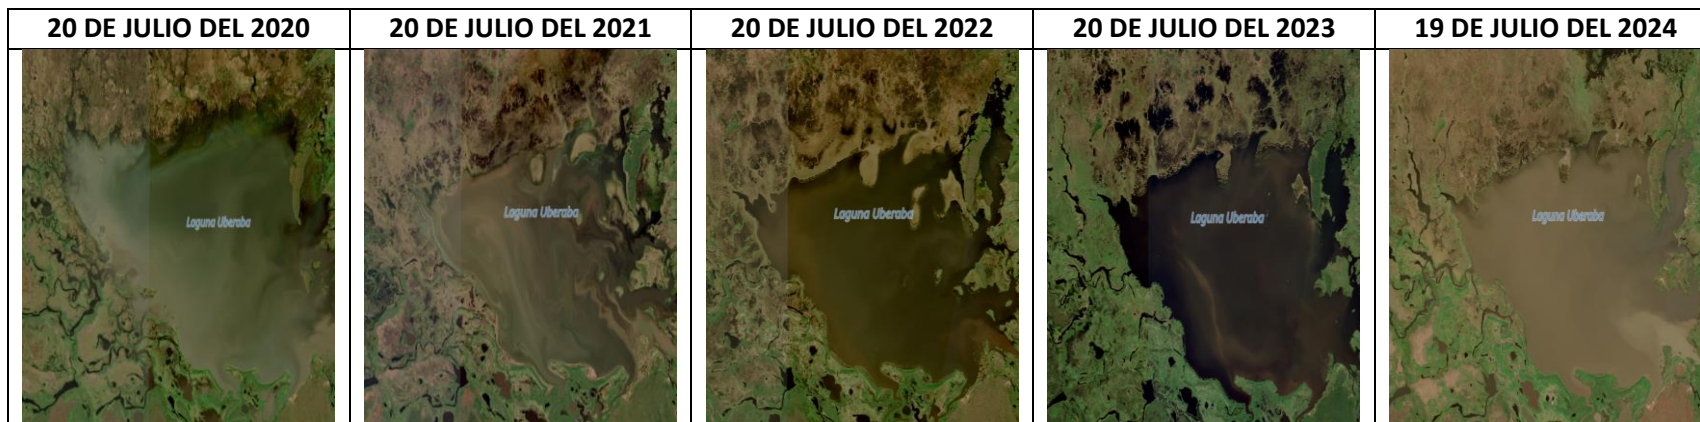 20 DE JULIO DEL 2020
20 DE JULIO DEL 2021
20 DE JULIO DEL 2022
20 DE JULIO DEL 2023
19 DE JULIO DEL 2024
Laguna Uberaba
Laguna Uberaba
Laguna Uberaba
Laguna Uberaba
Laguna Uberaba